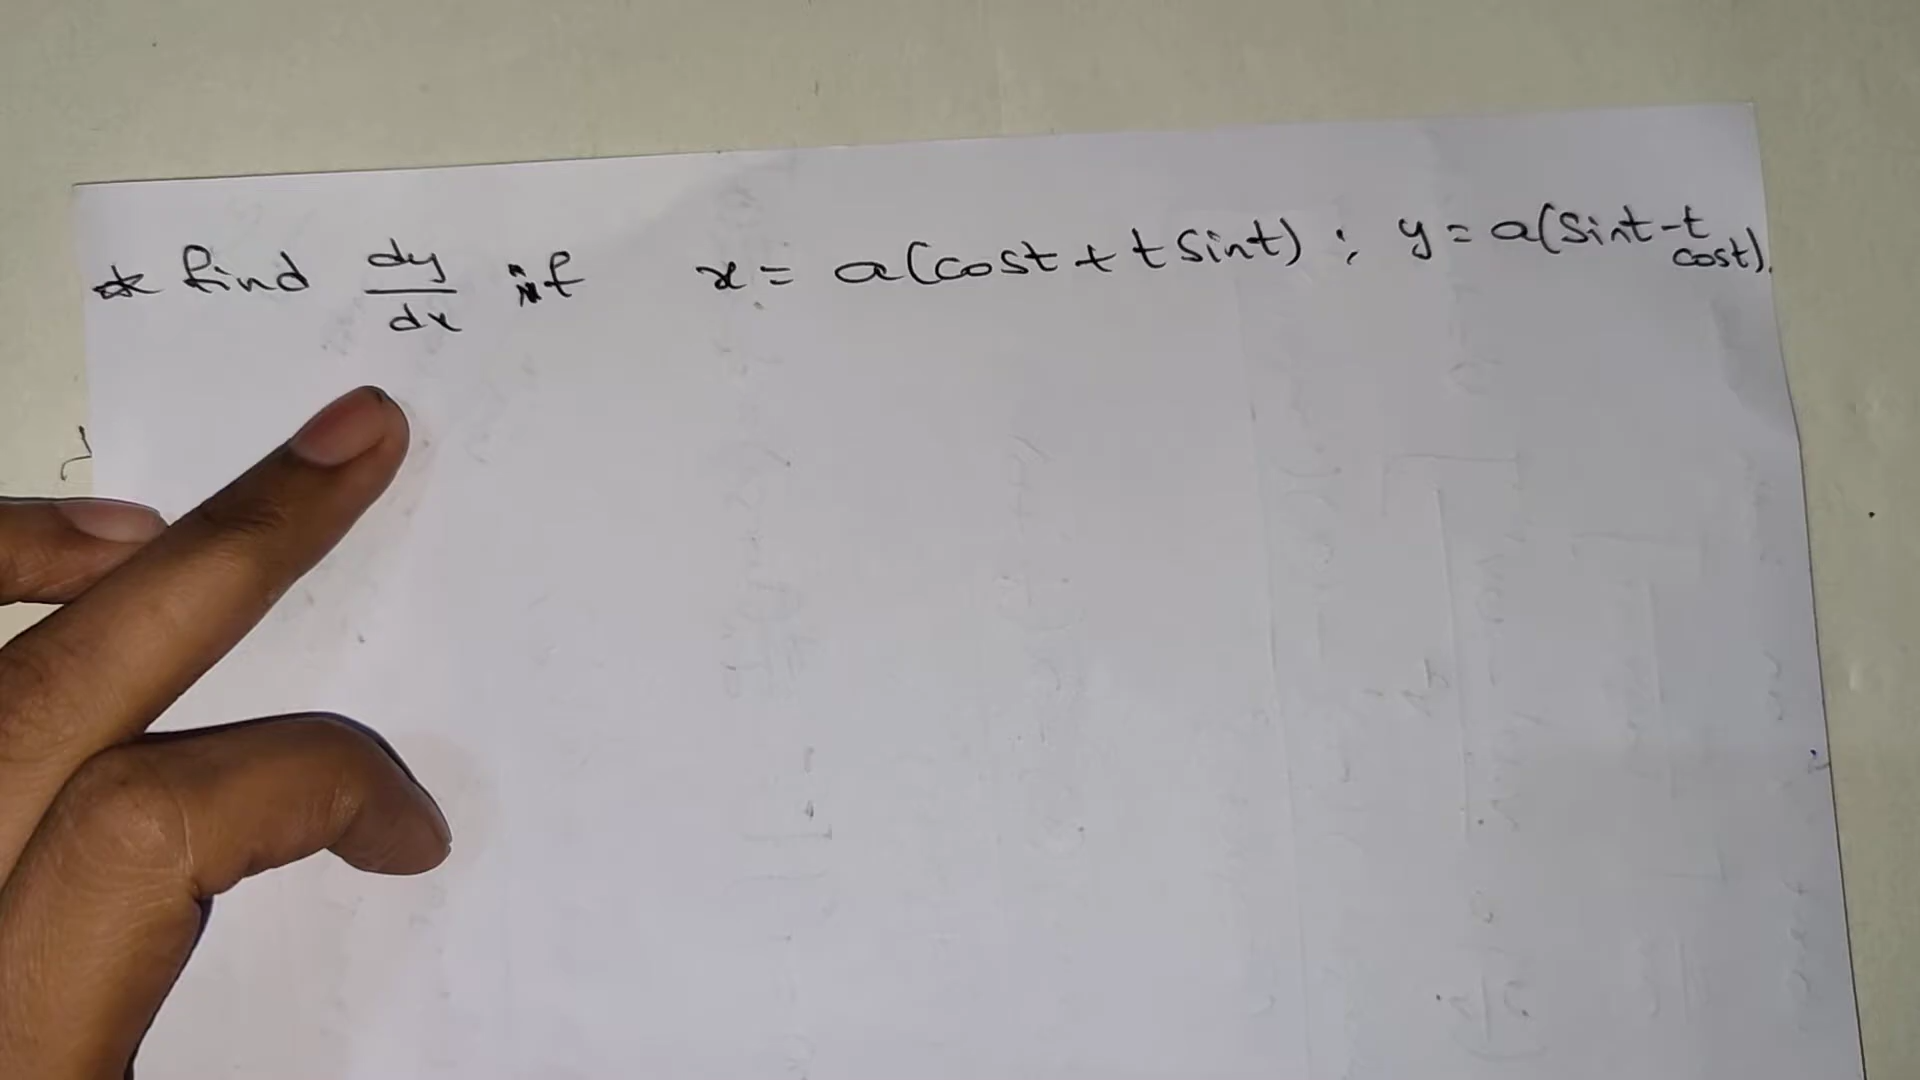 * find dy/dx if x = a(cost + t sint) ; y = a(sint - t cost).